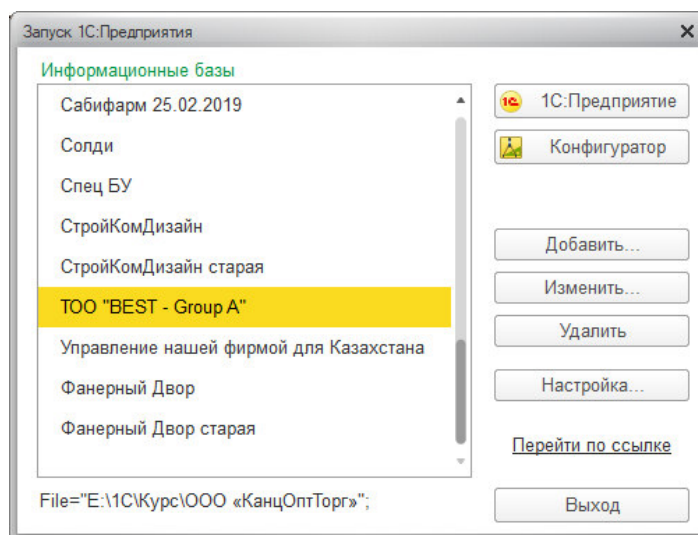 Запуск 1С:Предприятия
Информационные базы
Сабифарм 25.02.2019
Солди
Спец БУ
СтройКомДизайн
СтройКомДизайн старая
ТОО "BEST - Group A"
Управление нашей фирмой для Казахстана
Фанерный Двор
Фанерный Двор старая
File="E:\1С\Курс\ООО «КанцОптТорг»";
1С:Предприятие
Конфигуратор
Добавить...
Изменить...
Удалить
Настройка...
Перейти по ссылке
Выход